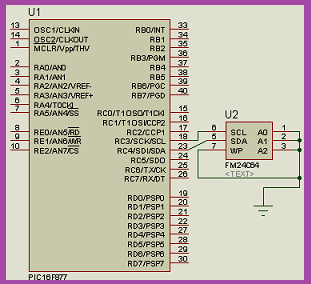 U1
13 OSC1/CLKIN RB0/INT 33
14 OSC2/CLKOUT RB1 34
1 MCLR/Vpp/THV RB2 35
RB3/PGM 36
2 RA0/AN0 RB4 37
3 RA1/AN1 RB5 38
4 RA2/AN2/VREF- RB6/PGC 39
5 RA3/AN3/VREF+ RB7/PGD 40
6 RA4/T0CKI
7 RA5/AN4/SS RC0/T1OSO/T1CKI 15
RC1/T1OSI/CCP2 16
8 RE0/AN5/RD RC2/CCP1 17
9 RE1/AN6/WR RC3/SCK/SCL 18
10 RE2/AN7/CS RC4/SDI/SDA 23
RC5/SDO 24
RC6/TX/CK 25
RC7/RX/DT 26
RD0/PSP0 19
RD1/PSP1 20
RD2/PSP2 21
RD3/PSP3 22
RD4/PSP4 27
RD5/PSP5 28
RD6/PSP6 29
RD7/PSP7 30
PIC16F877
U2
6 SCL A0 1
5 SDA A1 2
7 WP A2 3
FM24C64
<TEXT>